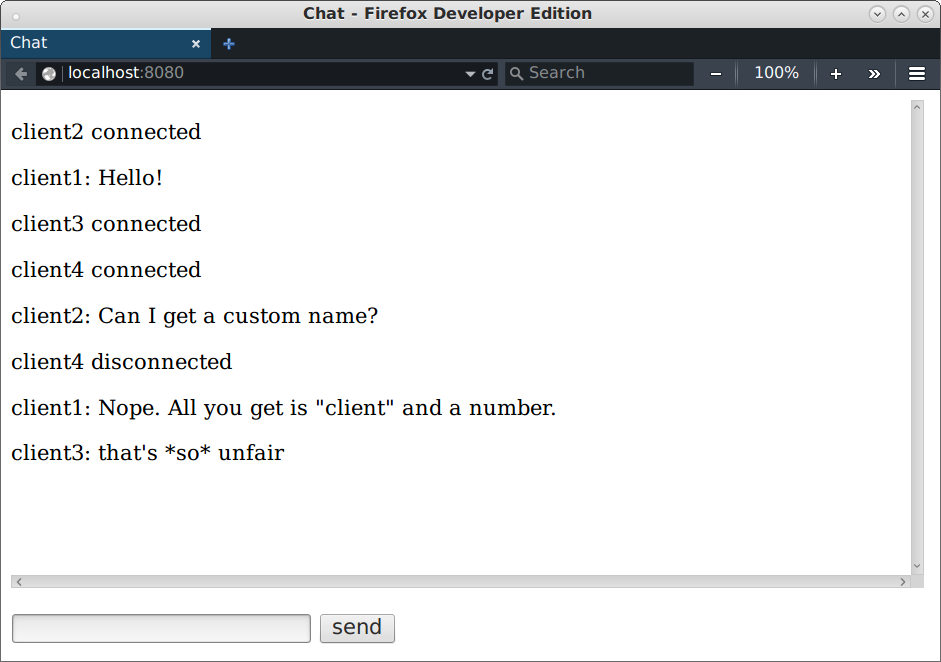 Chat - Firefox Developer Edition
Chat
localhost:8080
Search
100%
client2 connected
client1: Hello!
client3 connected
client4 connected
client2: Can I get a custom name?
client4 disconnected
client1: Nope. All you get is "client" and a number.
client3: that's *so* unfair
send